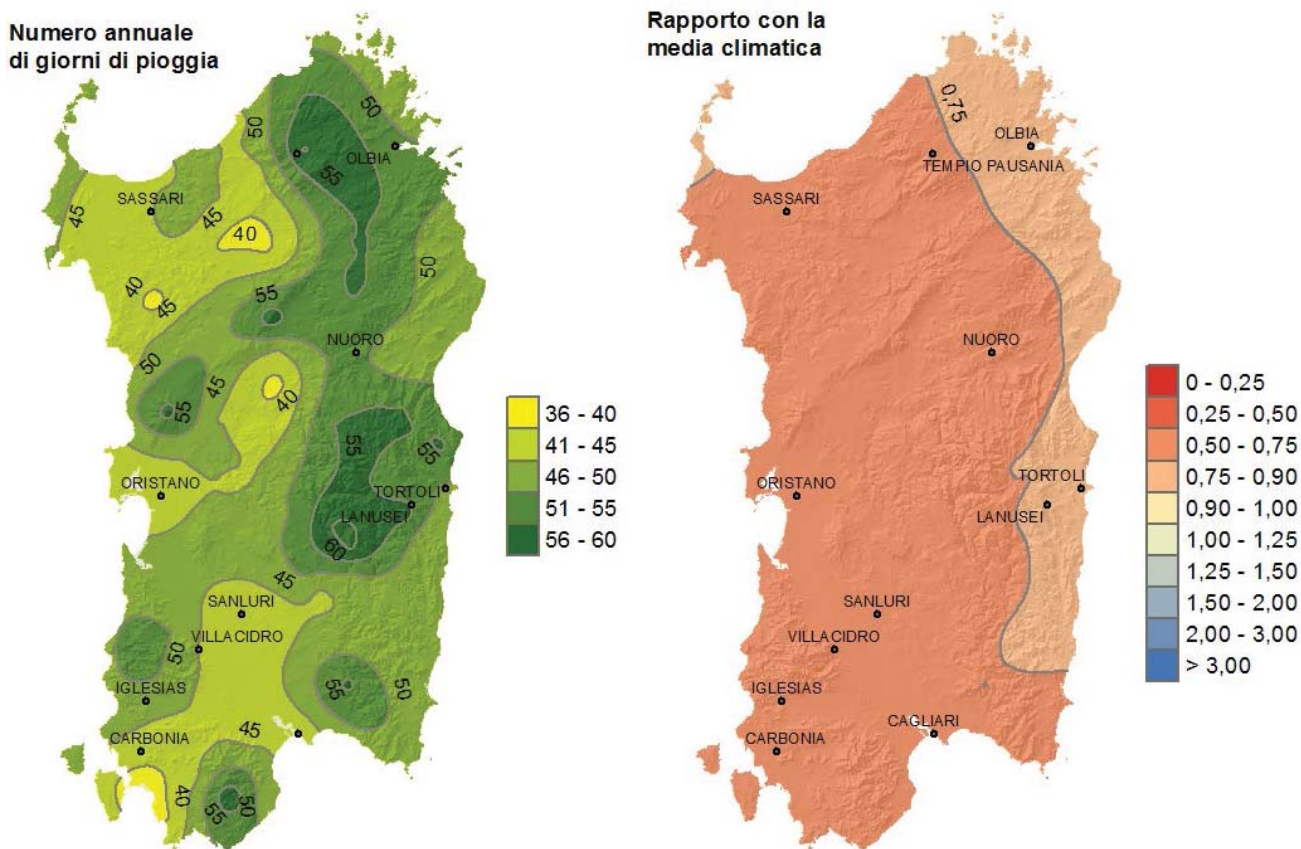 Numero annuale
di giorni di pioggia
50
50
55
OLBIA
SASSARI
45
45
40
50
40
45
55
NUORO
50
45
40
55
55
55
ORISTANO
TORTOLI
LANUSEI
60
45
SANLURI
VILLACIDRO
50
55
50
IGLESIAS
45
CARBONIA
40
50
55
36 - 40
41 - 45
46 - 50
51 - 55
56 - 60
Rapporto con la
media climatica
0,75
OLBIA
TEMPIO PAUSANIA
SASSARI
NUORO
ORISTANO
TORTOLI
LANUSEI
SANLURI
VILLACIDRO
IGLESIAS
CAGLIARI
CARBONIA
0 - 0,25
0,25 - 0,50
0,50 - 0,75
0,75 - 0,90
0,90 - 1,00
1,00 - 1,25
1,25 - 1,50
1,50 - 2,00
2,00 - 3,00
> 3,00